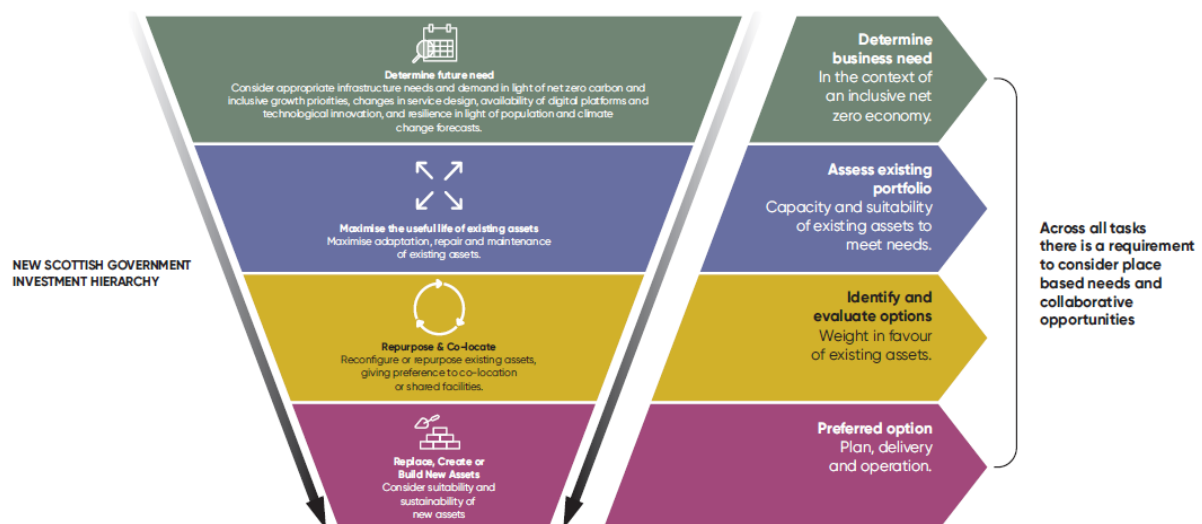 Determine future need
Consider appropriate infrastructure needs and demand in light of net zero carbon and
inclusive growth priorities, changes in service design, availability of digital platforms and
technological innovation, and resilience in light of population and climate
change forecasts.
Determine
business need
In the context of
an inclusive net
zero economy.
Maximise the useful life of existing assets
Maximise adaptation, repair and maintenance
of existing assets.
Assess existing
portfolio
Capacity and suitability
of existing assets to
meet needs.
NEW SCOTTISH GOVERNMENT
INVESTMENT HIERARCHY
Across all tasks
there is a requirement
to consider place
based needs and
collaborative
opportunities
Repurpose & Co-locate
Reconfigure or repurpose existing assets,
giving preference to co-location
or shared facilities.
Identify and
evaluate options
Weight in favour
of existing assets.
Replace, Create or
Build New Assets
Consider suitability and
sustainability of
new assets
Preferred option
Plan, delivery
and operation.